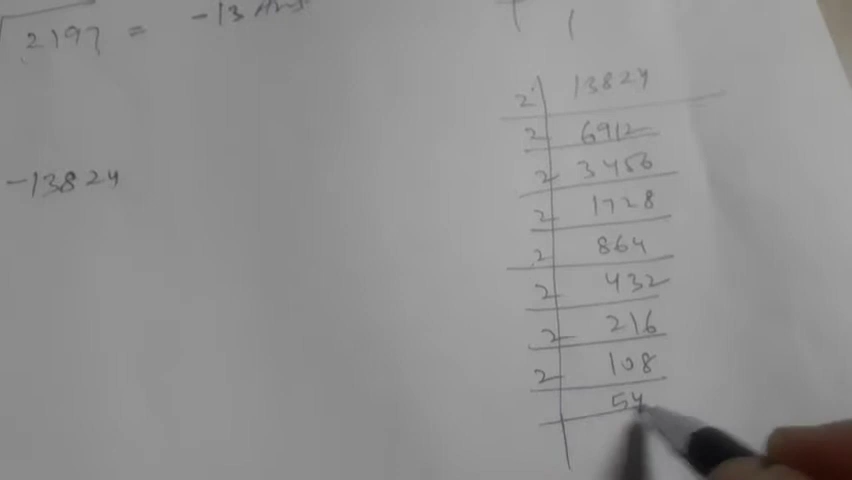 √2197 = -13 Ans
-13824
2 | 13824
2 | 6912
2 | 3456
2 | 1728
2 | 864
2 | 432
2 | 216
2 | 108
54